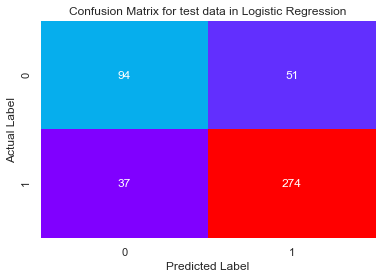 Confusion Matrix for test data in Logistic Regression
Actual Label
0
94
51
1
37
274
0
1
Predicted Label